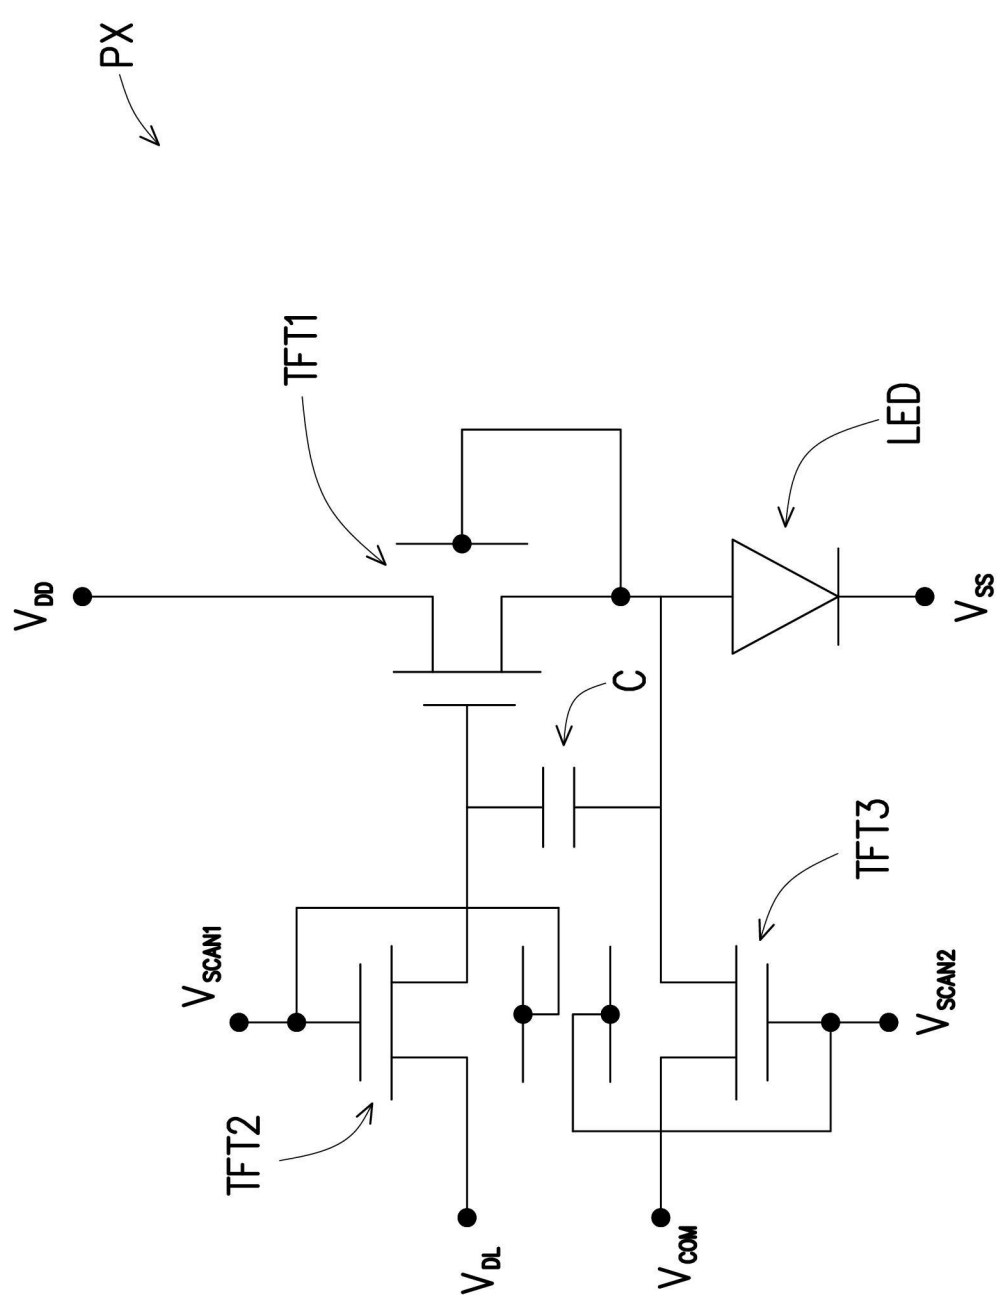 PX
TFT1
V_DD
LED
V_SS
C
TFT3
V_SCAN1
V_SCAN2
TFT2
V_DL
V_COM